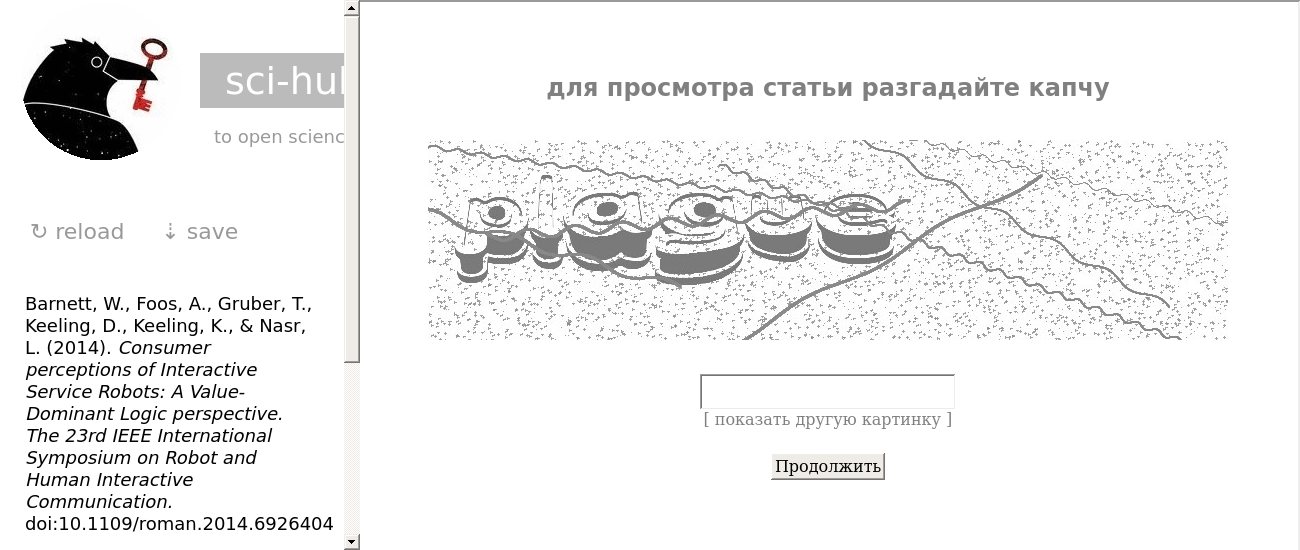 sci-hu
to open scienc
↻ reload ⇣ save
Barnett, W., Foos, A., Gruber, T.,
Keeling, D., Keeling, K., & Nasr,
L. (2014). Consumer
perceptions of Interactive
Service Robots: A Value-
Dominant Logic perspective.
The 23rd IEEE International
Symposium on Robot and
Human Interactive
Communication.
doi:10.1109/roman.2014.6926404
для просмотра статьи разгадайте капчу
[ показать другую картинку ]
Продолжить